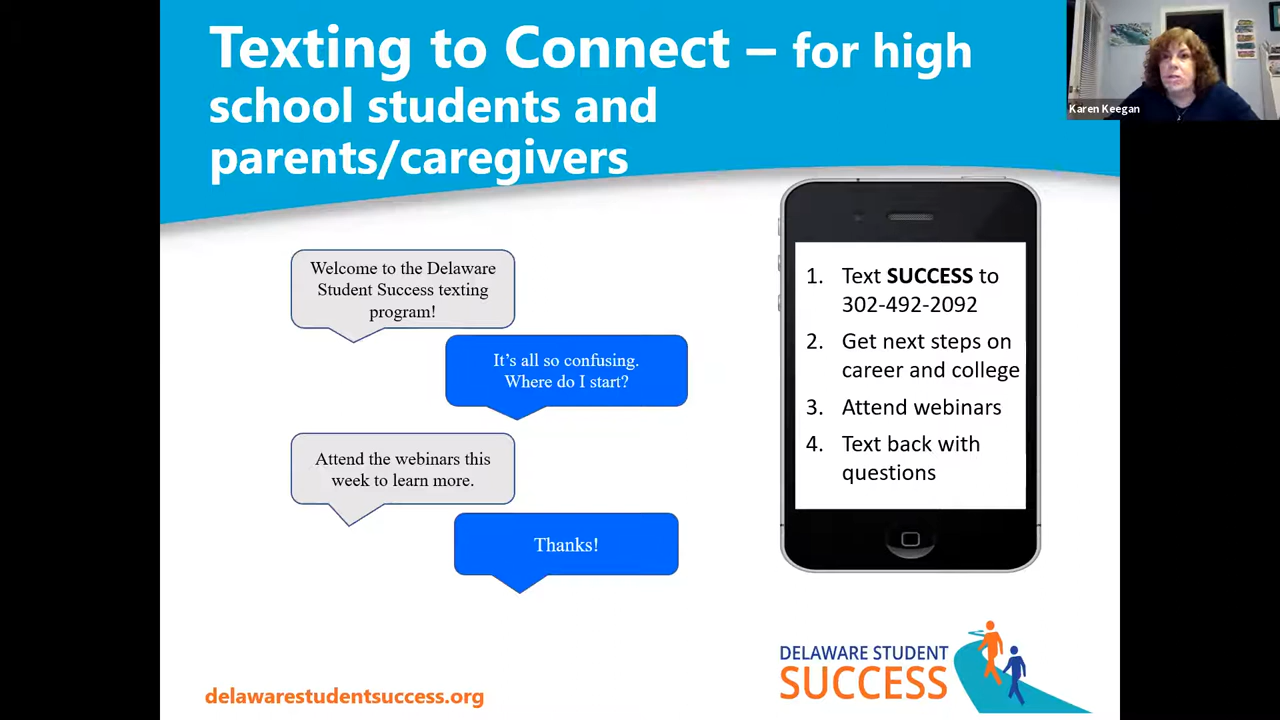 Texting to Connect – for high
school students and
parents/caregivers
Karen Keegan
Welcome to the Delaware
Student Success texting
program!
It's all so confusing.
Where do I start?
Attend the webinars this
week to learn more.
Thanks!
1. Text SUCCESS to
302-492-2092
2. Get next steps on
career and college
3. Attend webinars
4. Text back with
questions
delawarestudentsuccess.org
DELAWARE STUDENT
SUCCESS